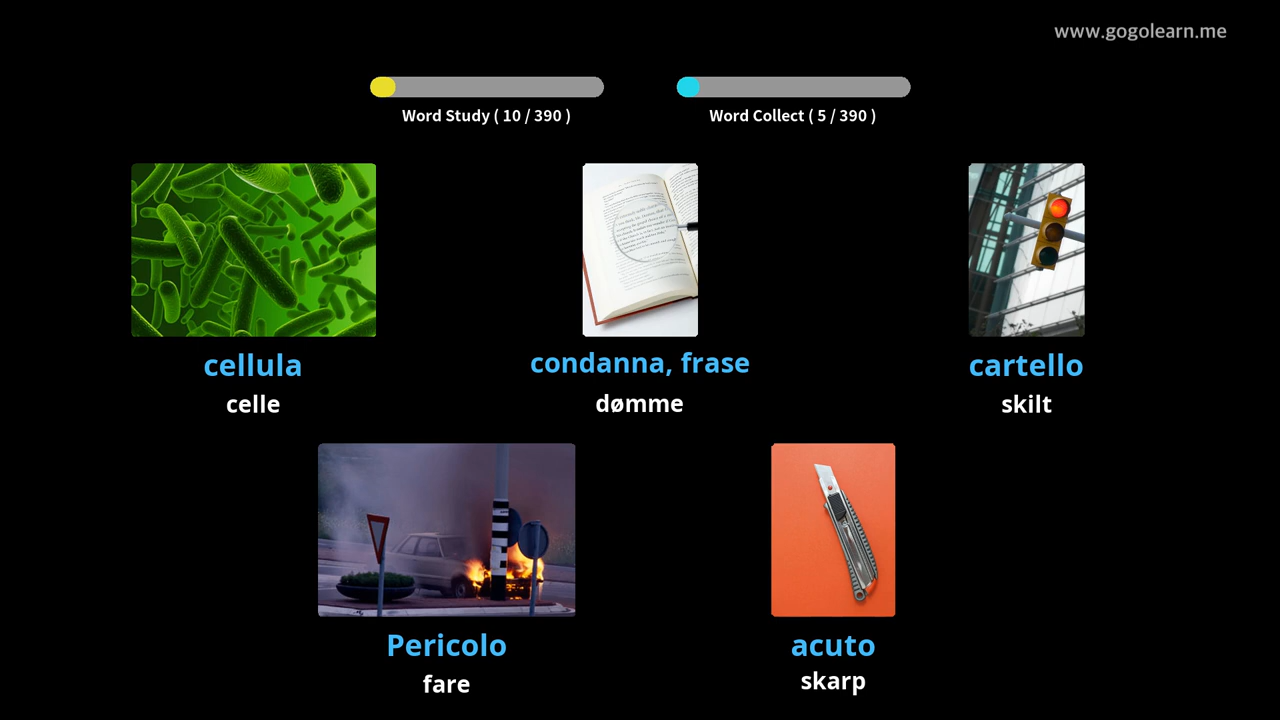 www.gogolearn.me
Word Study ( 10 / 390 )
Word Collect ( 5 / 390 )
cellula
celle
condanna, frase
dømme
cartello
skilt
Pericolo
fare
acuto
skarp